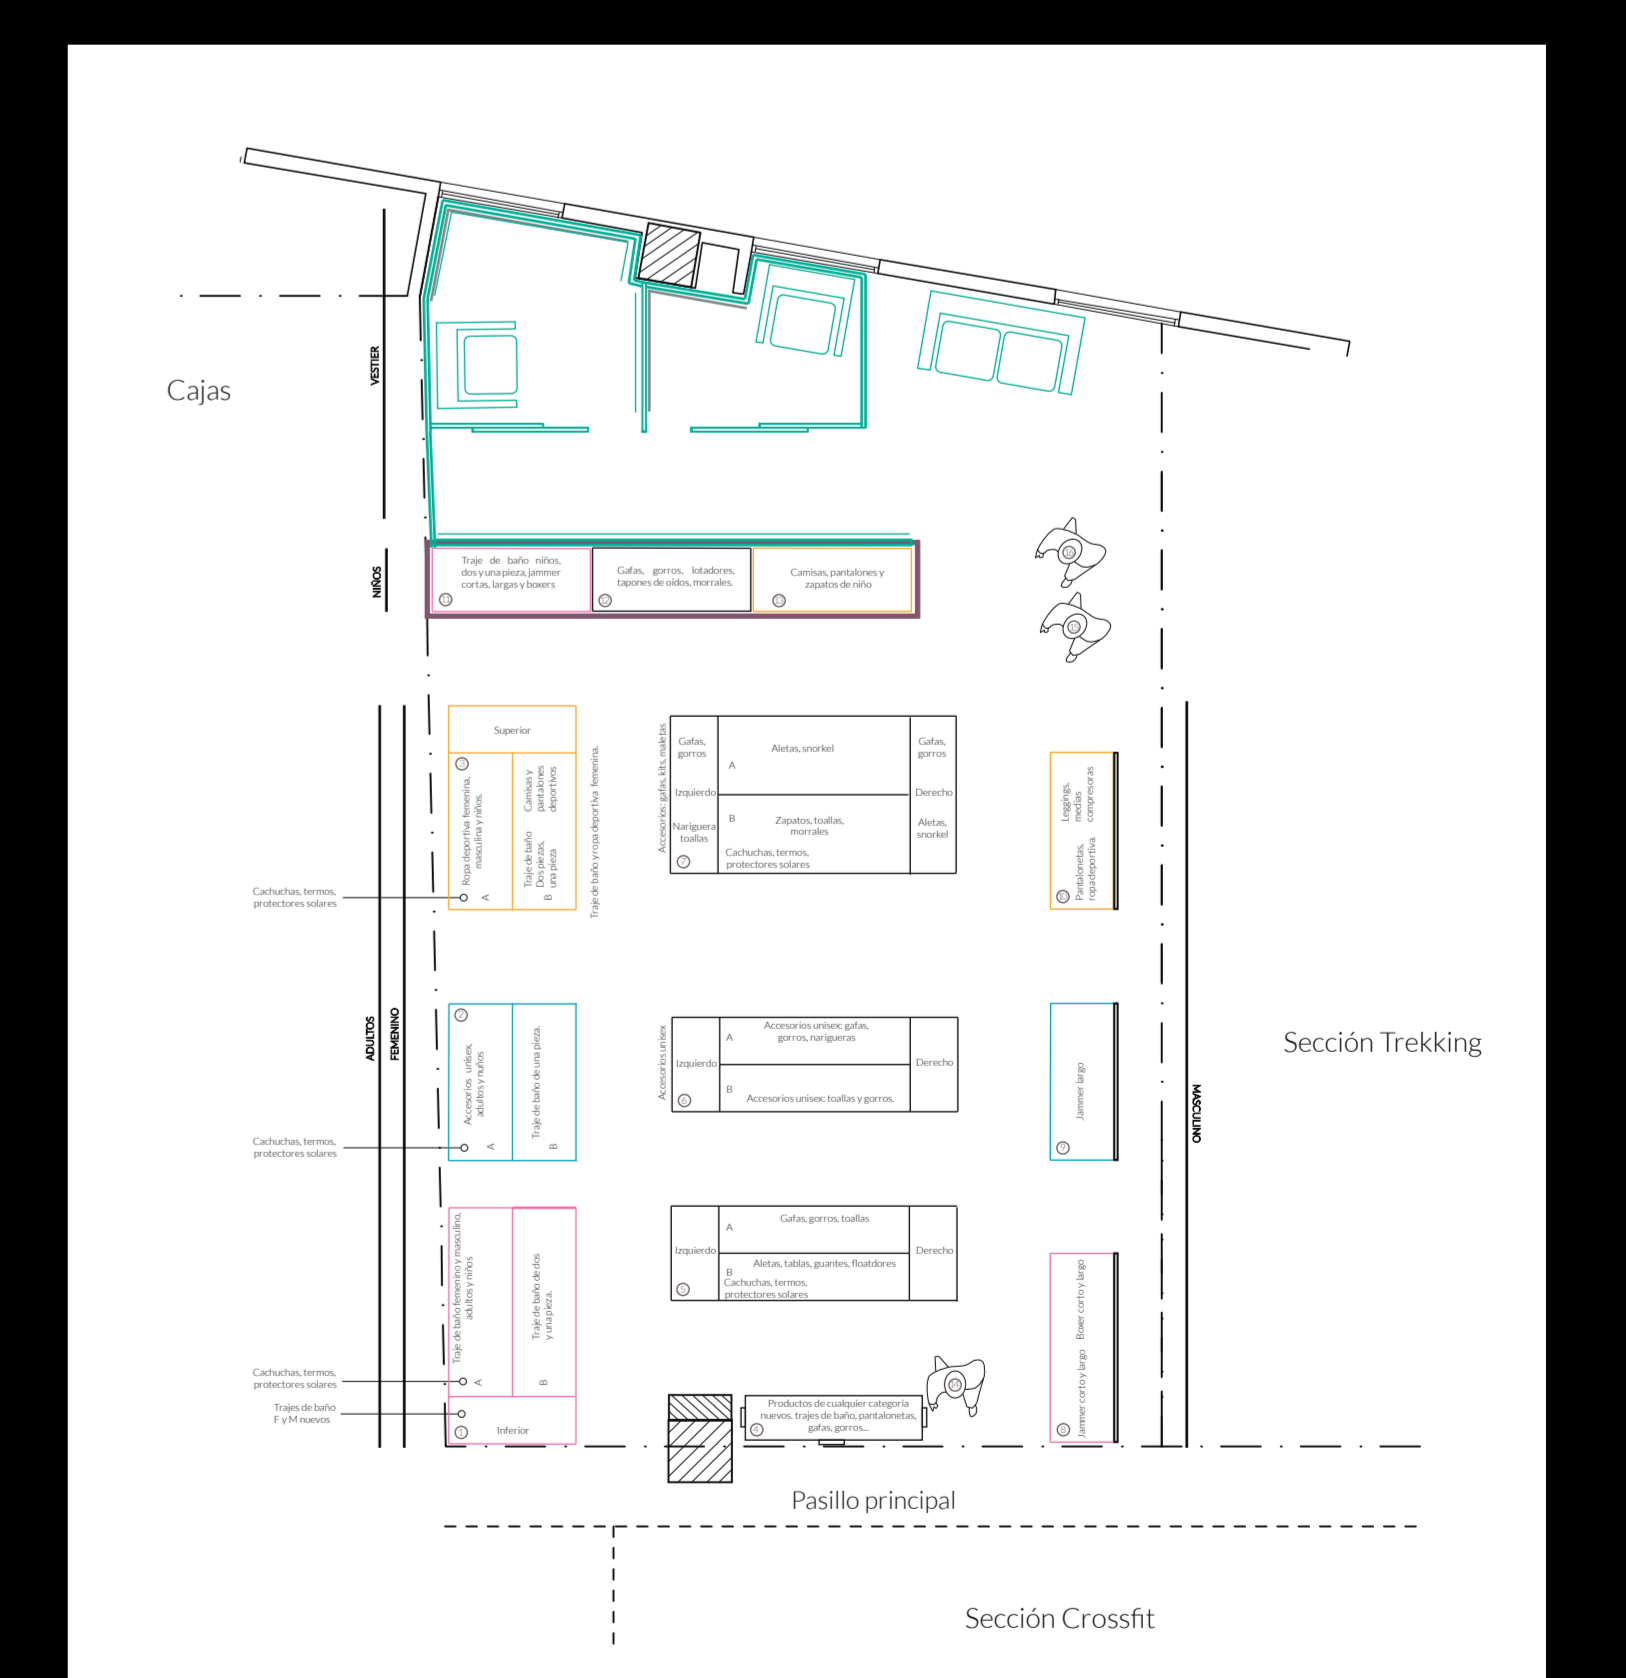 Cajas
VESTIER
NIÑOS
Traje de baño niños,
dos y una pieza, jammer
cortas, largas y boxers
11
Gafas, gorros, lotadores,
tapones de oídos, morrales.
12
Camisas, pantalones y
zapatos de niño
13
16
15
ADULTOS
FEMENINO
Superior
3
Ropa deportiva femenina,
masculina y niños.
A
Camisas y
pantalones
deportivos
Traje de baño
Dos piezas,
una pieza
B
Traje de baño y ropa deportiva femenina.
Cachuchas, termos,
protectores solares
Accesorios: gafas, kits, maletas
Gafas,
gorros
Izquierdo
Nariguera
toallas
7
A
Aletas, snorkel
B
Zapatos, toallas,
morrales
Cachuchas, termos,
protectores solares
Gafas,
gorros
Derecho
Aletas,
snorkel
Leggings,
medias
compresoras
Pantalonetas,
ropa deportiva.
10
2
Accesorios unisex,
adultos y nuños
A
Traje de baño de una pieza.
B
Cachuchas, termos,
protectores solares
Accesorios unisex
Izquierdo
6
A
Accesorios unisex: gafas,
gorros, narigueras
B
Accesorios unisex: toallas y gorros.
Derecho
Jammer largo
9
Sección Trekking
MASCULINO
Traje de baño femenino y masculino,
adultos y niños
A
Traje de baño de dos
y una pieza.
B
Cachuchas, termos,
protectores solares
Trajes de baño
F y M nuevos
1
Inferior
Izquierdo
5
A
Gafas, gorros, toallas
B
Aletas, tablas, guantes, floatdores
Cachuchas, termos,
protectores solares
Derecho
14
Productos de cualquier categoría
nuevos. trajes de baño, pantalonetas,
gafas, gorros...
4
Jammer corto y largo Boxer corto y largo
8
Pasillo principal
Sección Crossfit